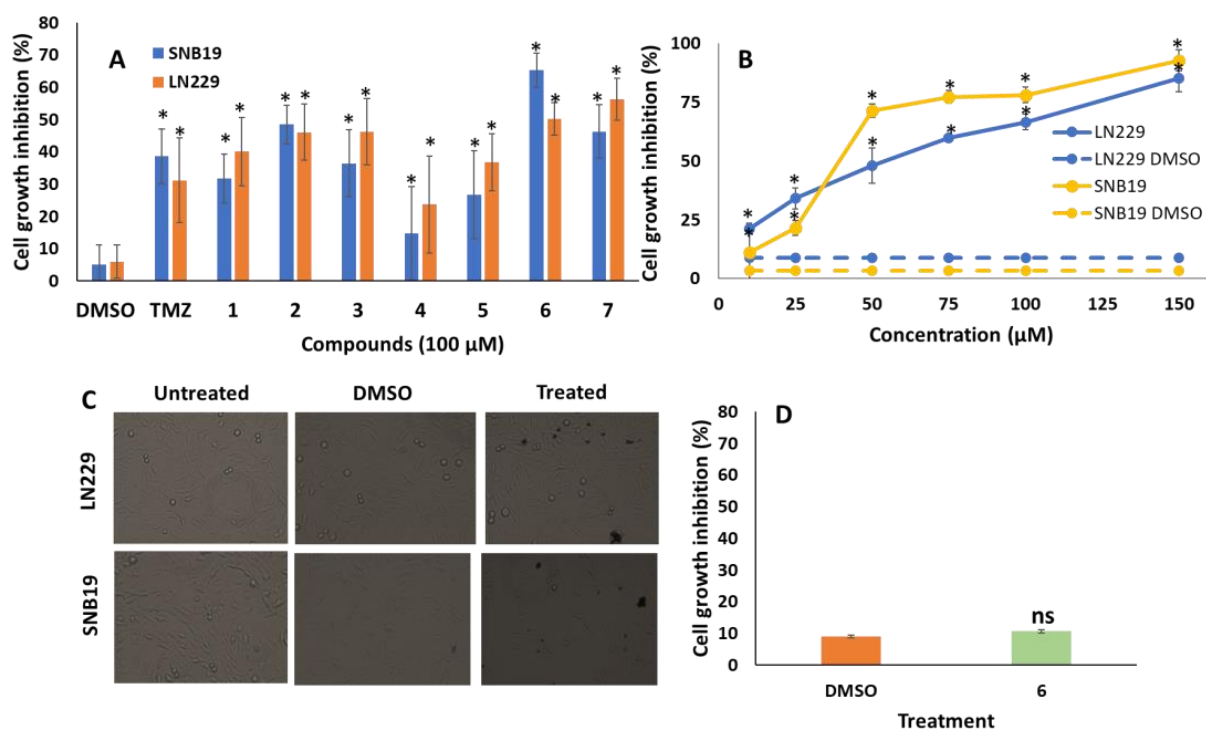 A
SNB19
LN229
Cell growth inhibition (%)
80
70
60
50
40
30
20
10
0
* * * * * * * * * * * * * * * *
DMSO TMZ 1 2 3 4 5 6 7
Compounds (100 μM)
B
Cell growth inhibition (%)
100
75
50
25
0
* * * * * * * * * * * *
LN229
LN229 DMSO
SNB19
SNB19 DMSO
0 25 50 75 100 125 150
Concentration (μM)
C
Untreated DMSO Treated
LN229
SNB19
D
Cell growth inhibition (%)
80
70
60
50
40
30
20
10
0
ns
DMSO 6
Treatment